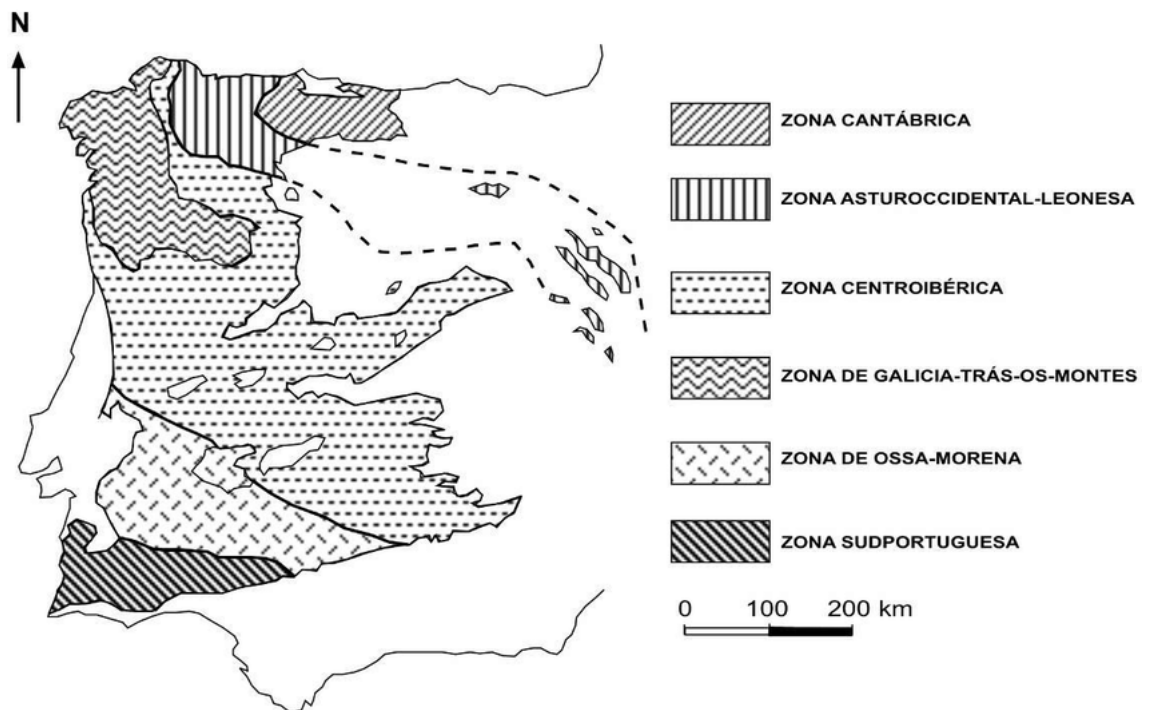 N
ZONA CANTÁBRICA
ZONA ASTUROCCIDENTAL-LEONESA
ZONA CENTROIBÉRICA
ZONA DE GALICIA-TRÁS-OS-MONTES
ZONA DE OSSA-MORENA
ZONA SUDPORTUGUESA
0 100 200 km